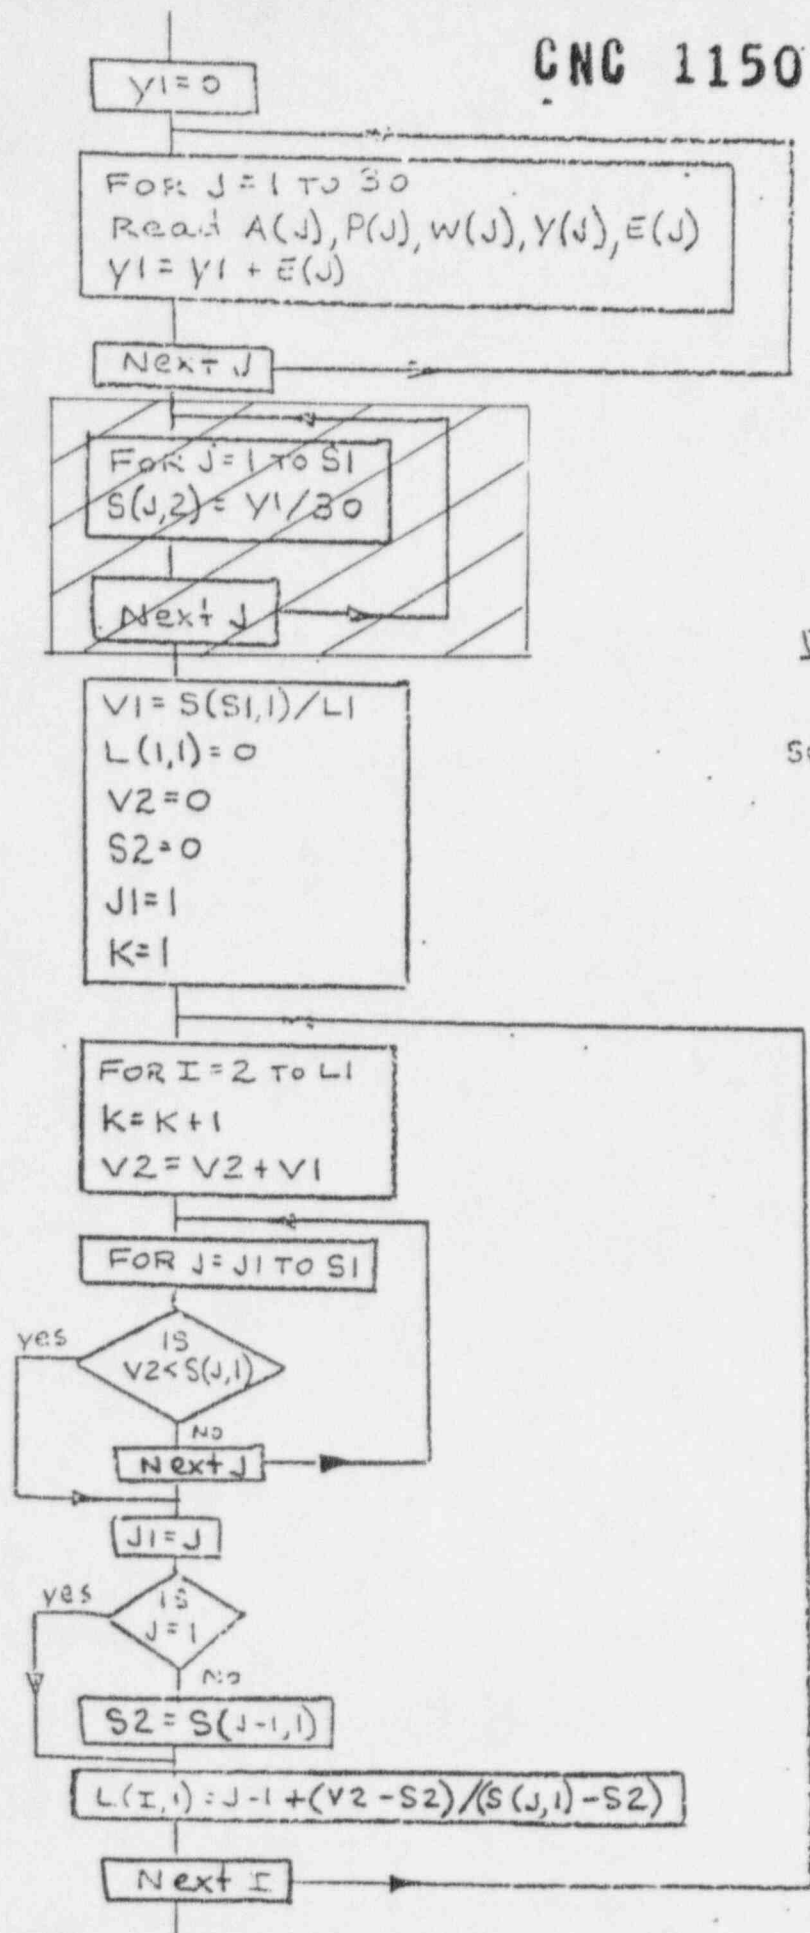 CNC 1150
Y1=0
FOR J=1 TO 30
Read A(J), P(J), W(J), Y(J), E(J)
Y1=Y1+E(J)
Next J
FOR J=1 TO S1
S(J,2)=Y1/30
Next J
V1=S(S1,1)/L1
L(1,1)=0
V2=0
S2=0
J1=1
K=1
FOR I=2 TO L1
K=K+1
V2=V2+V1
FOR J=J1 TO S1
yes
IS
V2<S(J,1)
NO
Next J
J1=J
yes
IS
J=1
NO
S2=S(J-1,1)
L(I,1)=J-1+(V2-S2)/(S(J,1)-S2)
Next I